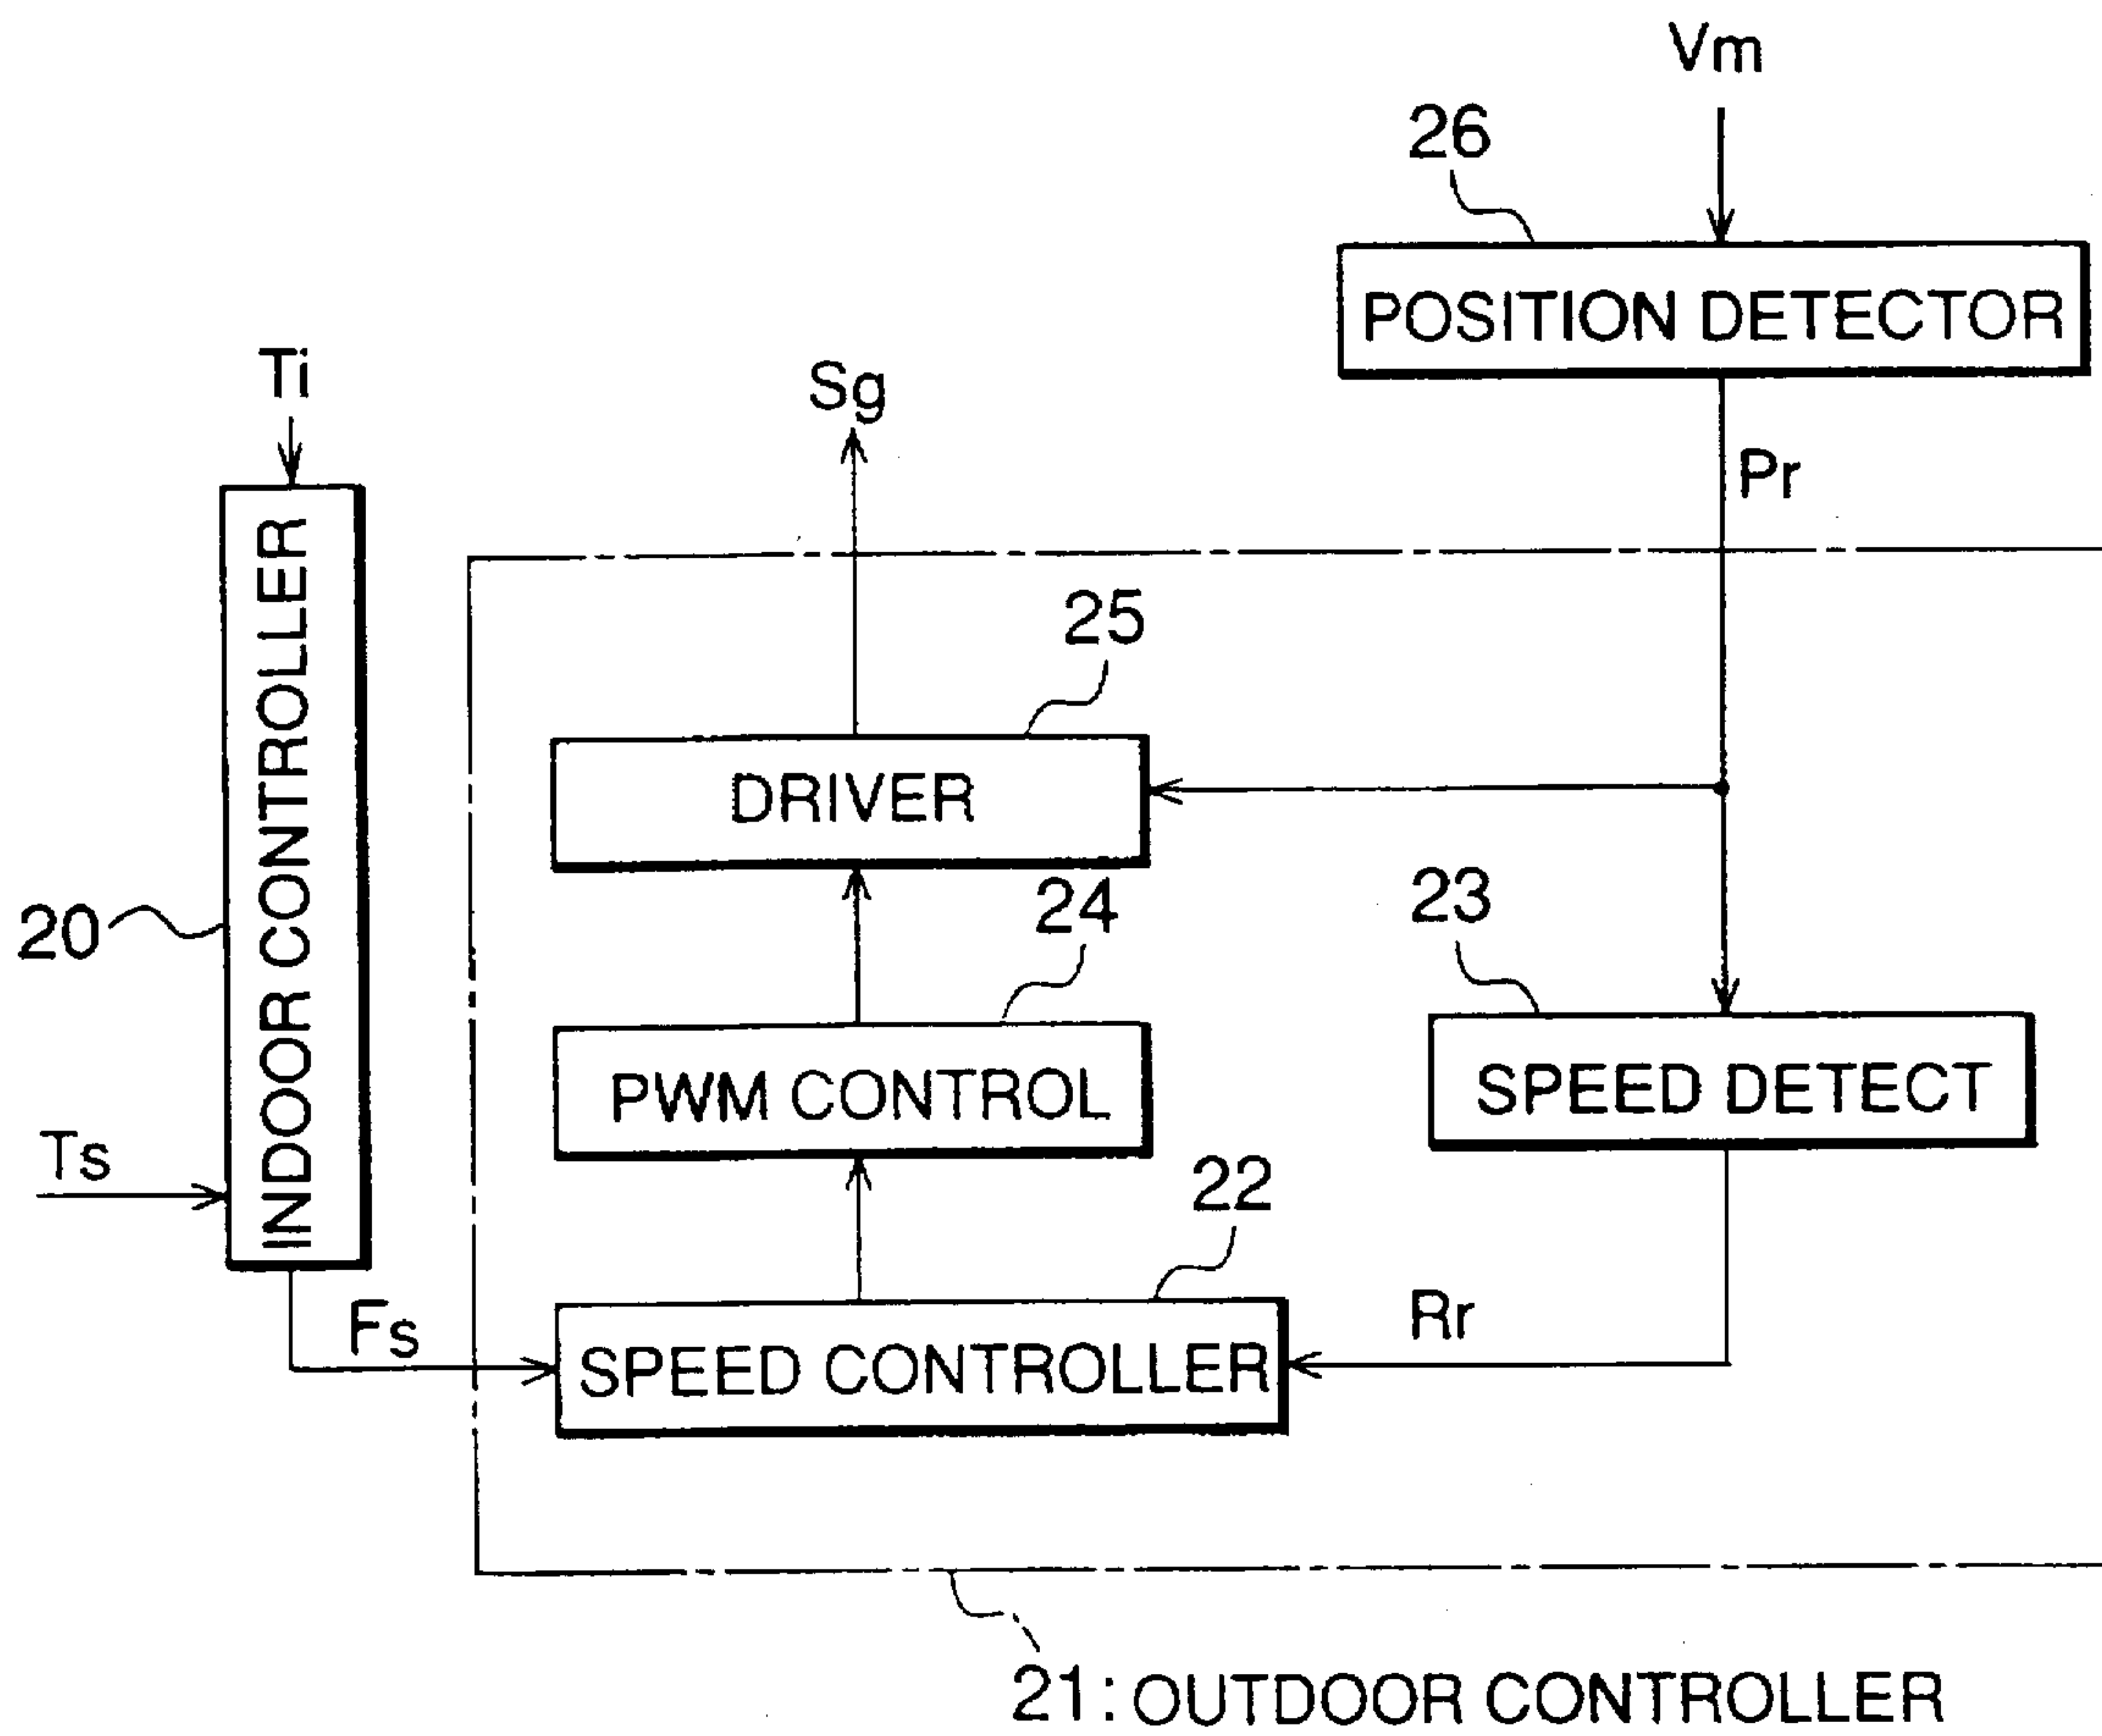 Vm
26
POSITION DETECTOR
Ti
Sg
Pr
25
INDOOR CONTROLLER
DRIVER
20
24
23
PWM CONTROL
SPEED DETECT
Ts
22
Fs
Rr
SPEED CONTROLLER
21: OUTDOOR CONTROLLER